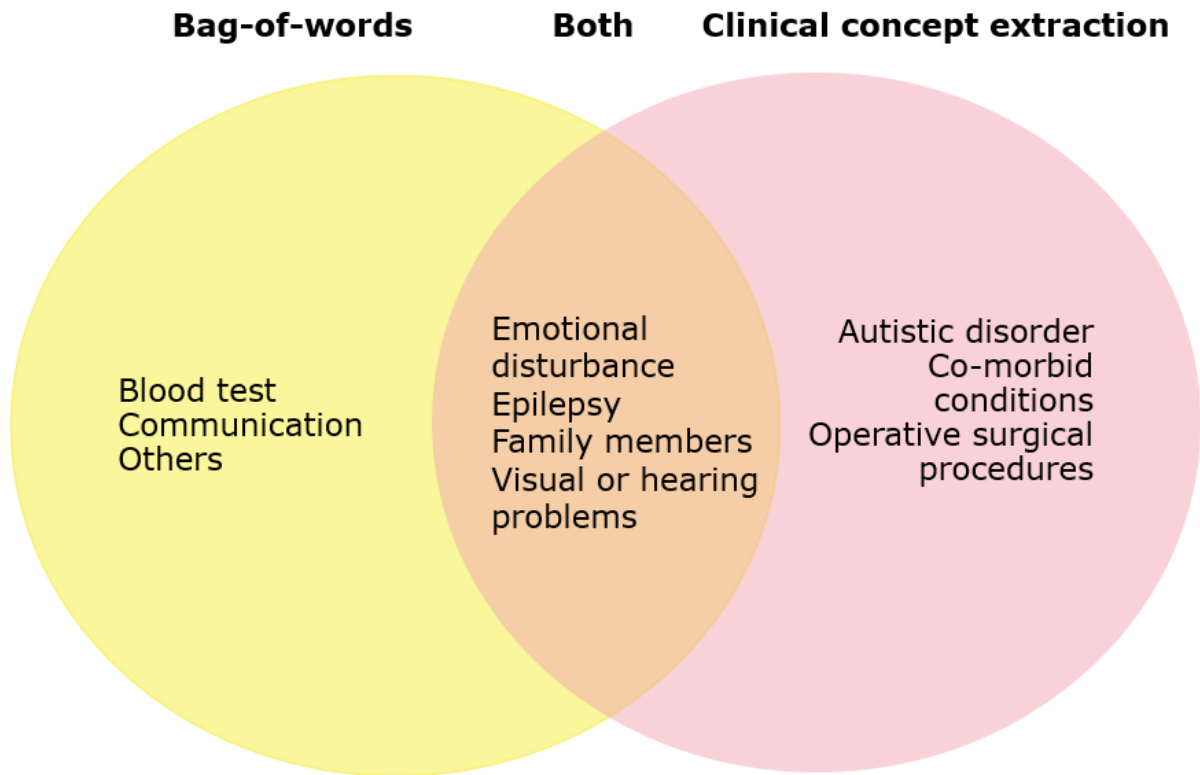 Bag-of-words
Both
Clinical concept extraction
Blood test
Communication
Others
Emotional
disturbance
Epilepsy
Family members
Visual or hearing
problems
Autistic disorder
Co-morbid
conditions
Operative surgical
procedures